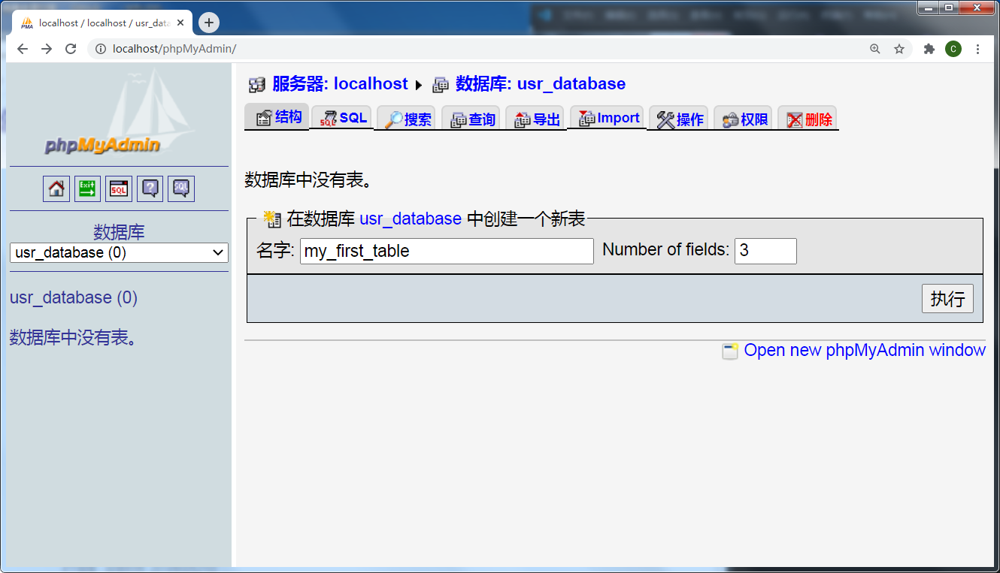 localhost / localhost / usr_data
localhost/phpMyAdmin/
C
phpMyAdmin
Exit
SQL
?
SQL
数据库
usr_database (0)
usr_database (0)
数据库中没有表。
服务器: localhost
数据库: usr_database
结构
SQL
搜索
查询
导出
Import
操作
权限
删除
数据库中没有表。
在数据库 usr_database 中创建一个新表
名字: my_first_table Number of fields: 3
执行
Open new phpMyAdmin window